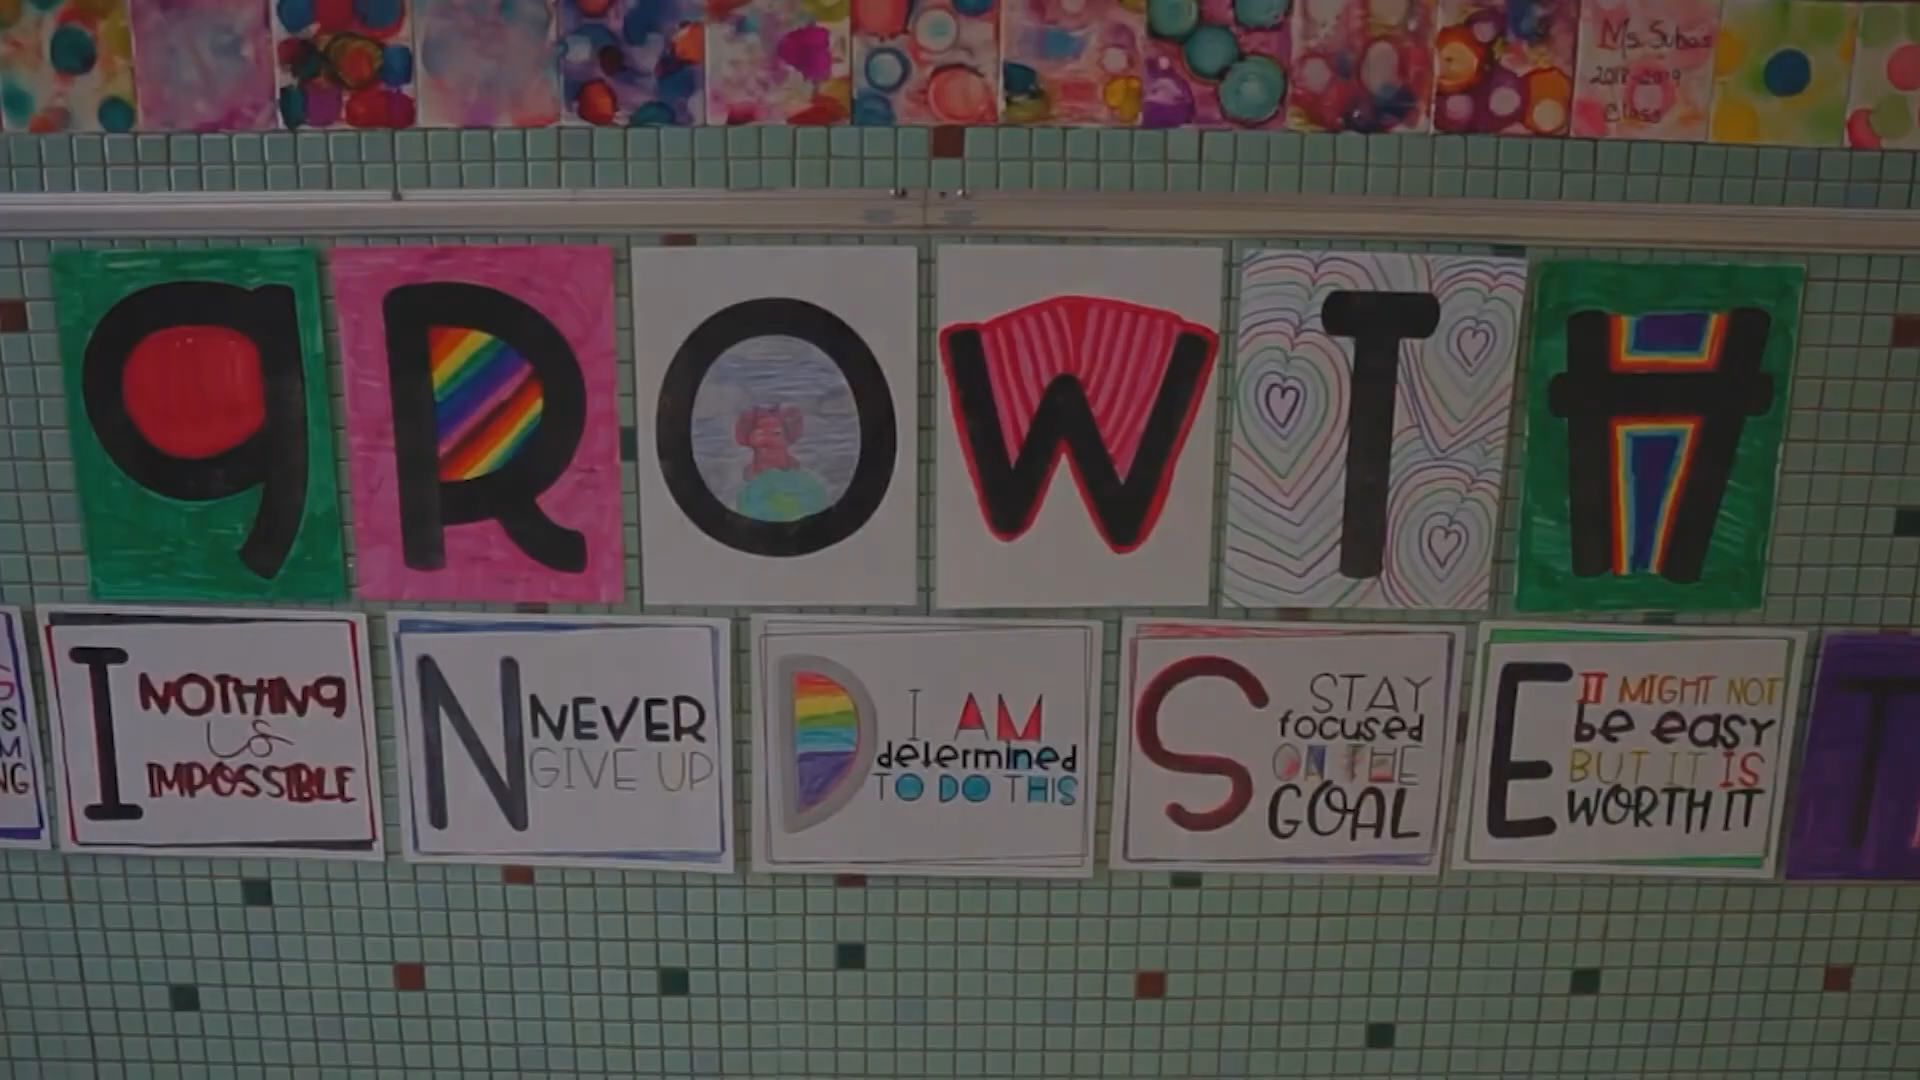 Ms. Subas
2018-2019
Class
GROWTH
S
M
NG
I NOTHING
is
IMPOSSIBLE
N NEVER
GIVE UP
D I AM
determined
TO DO THIS
S STAY
focused
ON THE
GOAL
E IT MIGHT NOT
be easy
BUT IT IS
WORTH IT
T